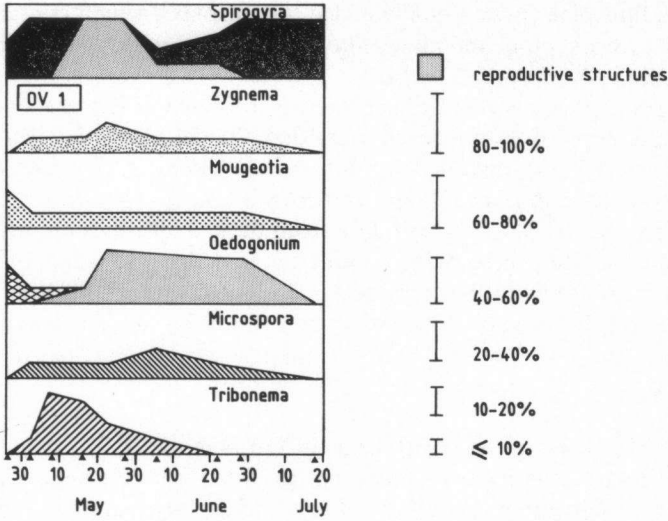 Spirogyra
OV 1
Zygnema
Mougeotia
Oedogonium
Microspora
Tribonema
30 10 20 30 10 20 30 10 20
May June July
reproductive structures
80-100%
60-80%
40-60%
20-40%
10-20%
⩽ 10%